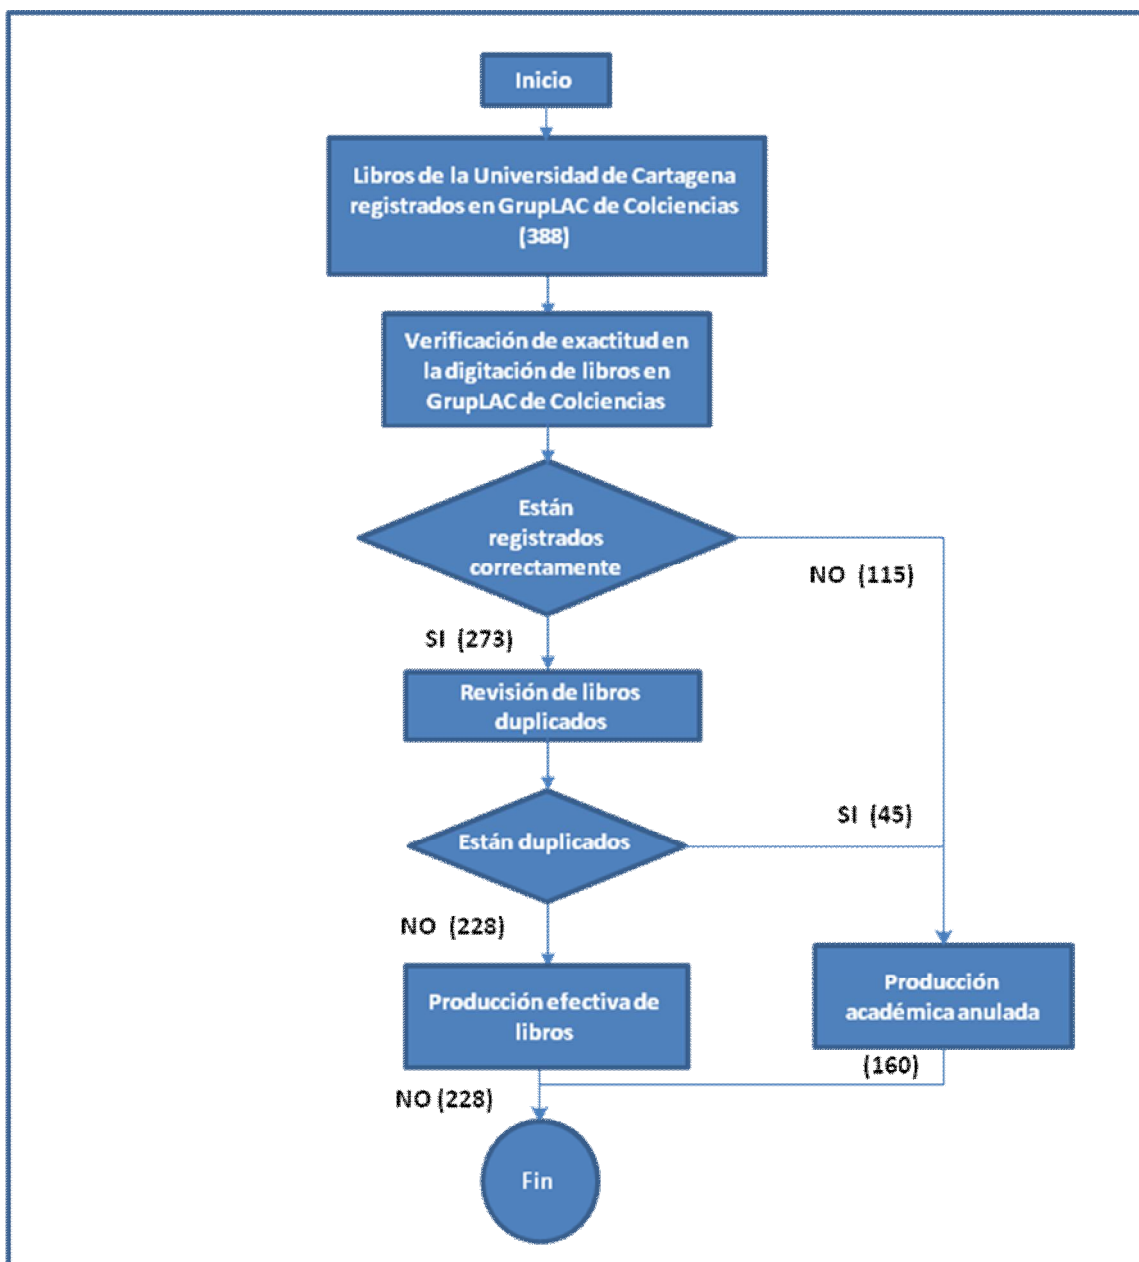 Inicio
Libros de la Universidad de Cartagena
registrados en GrupLAC de Colciencias
(388)
Verificación de exactitud en
la digitación de libros en
GrupLAC de Colciencias
Están
registrados
correctamente
NO (115)
SI (273)
Revisión de libros
duplicados
SI (45)
Están duplicados
NO (228)
Producción efectiva de
libros
Producción
académica anulada
(160)
NO (228)
Fin